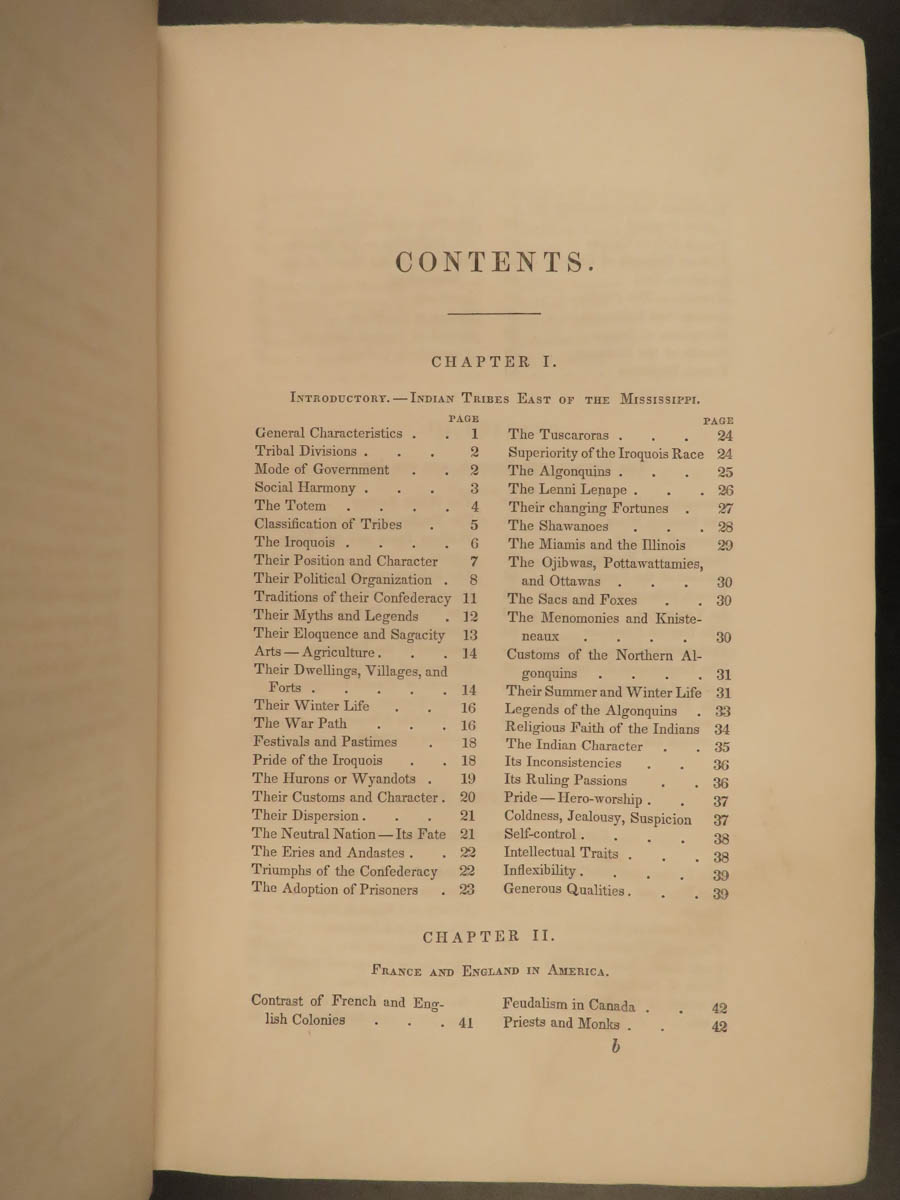 CONTENTS.
CHAPTER I.
Introductory.—Indian Tribes East of the Mississippi.
PAGE
General Characteristics . . 1
Tribal Divisions . . . 2
Mode of Government . . 2
Social Harmony . . . 3
The Totem . . . . 4
Classification of Tribes . 5
The Iroquois . . . . 6
Their Position and Character 7
Their Political Organization . 8
Traditions of their Confederacy 11
Their Myths and Legends . 12
Their Eloquence and Sagacity 13
Arts — Agriculture . . . 14
Their Dwellings, Villages, and
Forts . . . . . 14
Their Winter Life . . 16
The War Path . . . 16
Festivals and Pastimes . 18
Pride of the Iroquois . . 18
The Hurons or Wyandots . 19
Their Customs and Character . 20
Their Dispersion . . . 21
The Neutral Nation — Its Fate 21
The Eries and Andastes . . 22
Triumphs of the Confederacy 22
The Adoption of Prisoners . 23
PAGE
The Tuscaroras . . . 24
Superiority of the Iroquois Race 24
The Algonquins . . . 25
The Lenni Lenape . . . 26
Their changing Fortunes . 27
The Shawanoes . . . 28
The Miamis and the Illinois 29
The Ojibwas, Pottawattamies,
and Ottawas . . . 30
The Sacs and Foxes . . 30
The Menomonies and Kniste-
neaux . . . . 30
Customs of the Northern Al-
gonquins . . . . 31
Their Summer and Winter Life 31
Legends of the Algonquins . 33
Religious Faith of the Indians 34
The Indian Character . . 35
Its Inconsistencies . . 36
Its Ruling Passions . . 36
Pride — Hero-worship . . 37
Coldness, Jealousy, Suspicion 37
Self-control . . . . 38
Intellectual Traits . . . 38
Inflexibility . . . . 39
Generous Qualities . . . 39
CHAPTER II.
France and England in America.
Contrast of French and Eng-
lish Colonies . . . 41
Feudalism in Canada . . 42
Priests and Monks . . 42
b